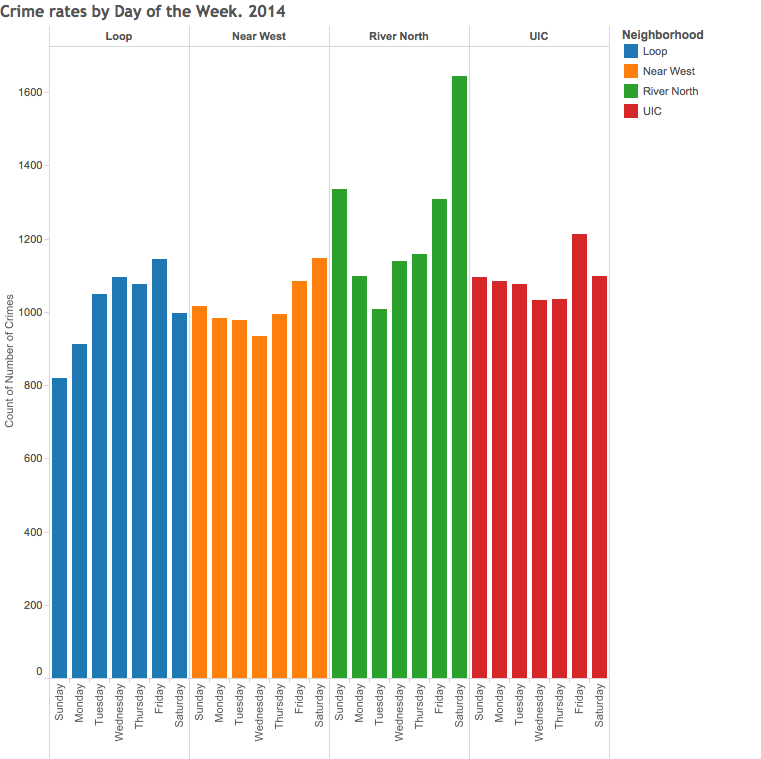 Crime rates by Day of the Week. 2014
Loop Near West River North UIC
Neighborhood
Loop
Near West
River North
UIC
Count of Number of Crimes
1600
1400
1200
1000
800
600
400
200
0
Sunday Monday Tuesday Wednesday Thursday Friday Saturday Sunday Monday Tuesday Wednesday Thursday Friday Saturday Sunday Monday Tuesday Wednesday Thursday Friday Saturday Sunday Monday Tuesday Wednesday Thursday Friday Saturday